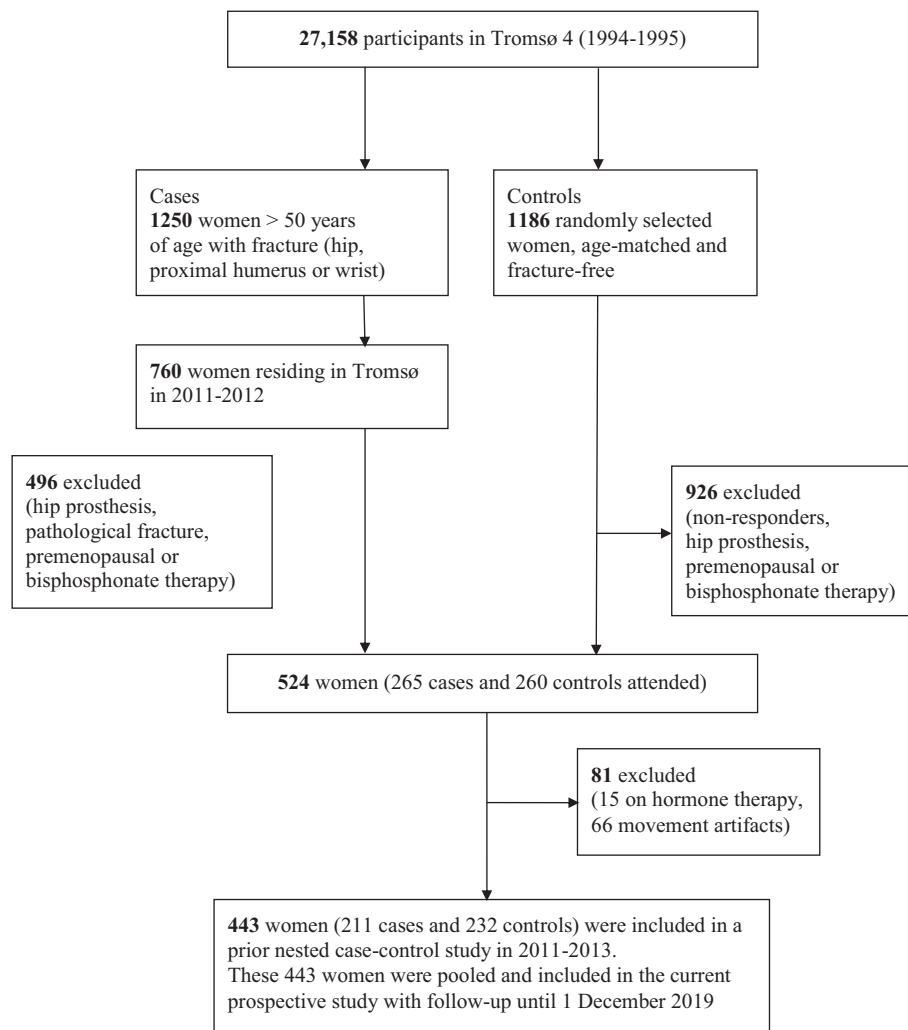 27,158 participants in Tromsø 4 (1994-1995)
Cases
1250 women > 50 years
of age with fracture (hip,
proximal humerus or wrist)
Controls
1186 randomly selected
women, age-matched and
fracture-free
760 women residing in Tromsø
in 2011-2012
496 excluded
(hip prosthesis,
pathological fracture,
premenopausal or
bisphosphonate therapy)
926 excluded
(non-responders,
hip prosthesis,
premenopausal or
bisphosphonate therapy)
524 women (265 cases and 260 controls attended)
81 excluded
(15 on hormone therapy,
66 movement artifacts)
443 women (211 cases and 232 controls) were included in a
prior nested case-control study in 2011-2013.
These 443 women were pooled and included in the current
prospective study with follow-up until 1 December 2019